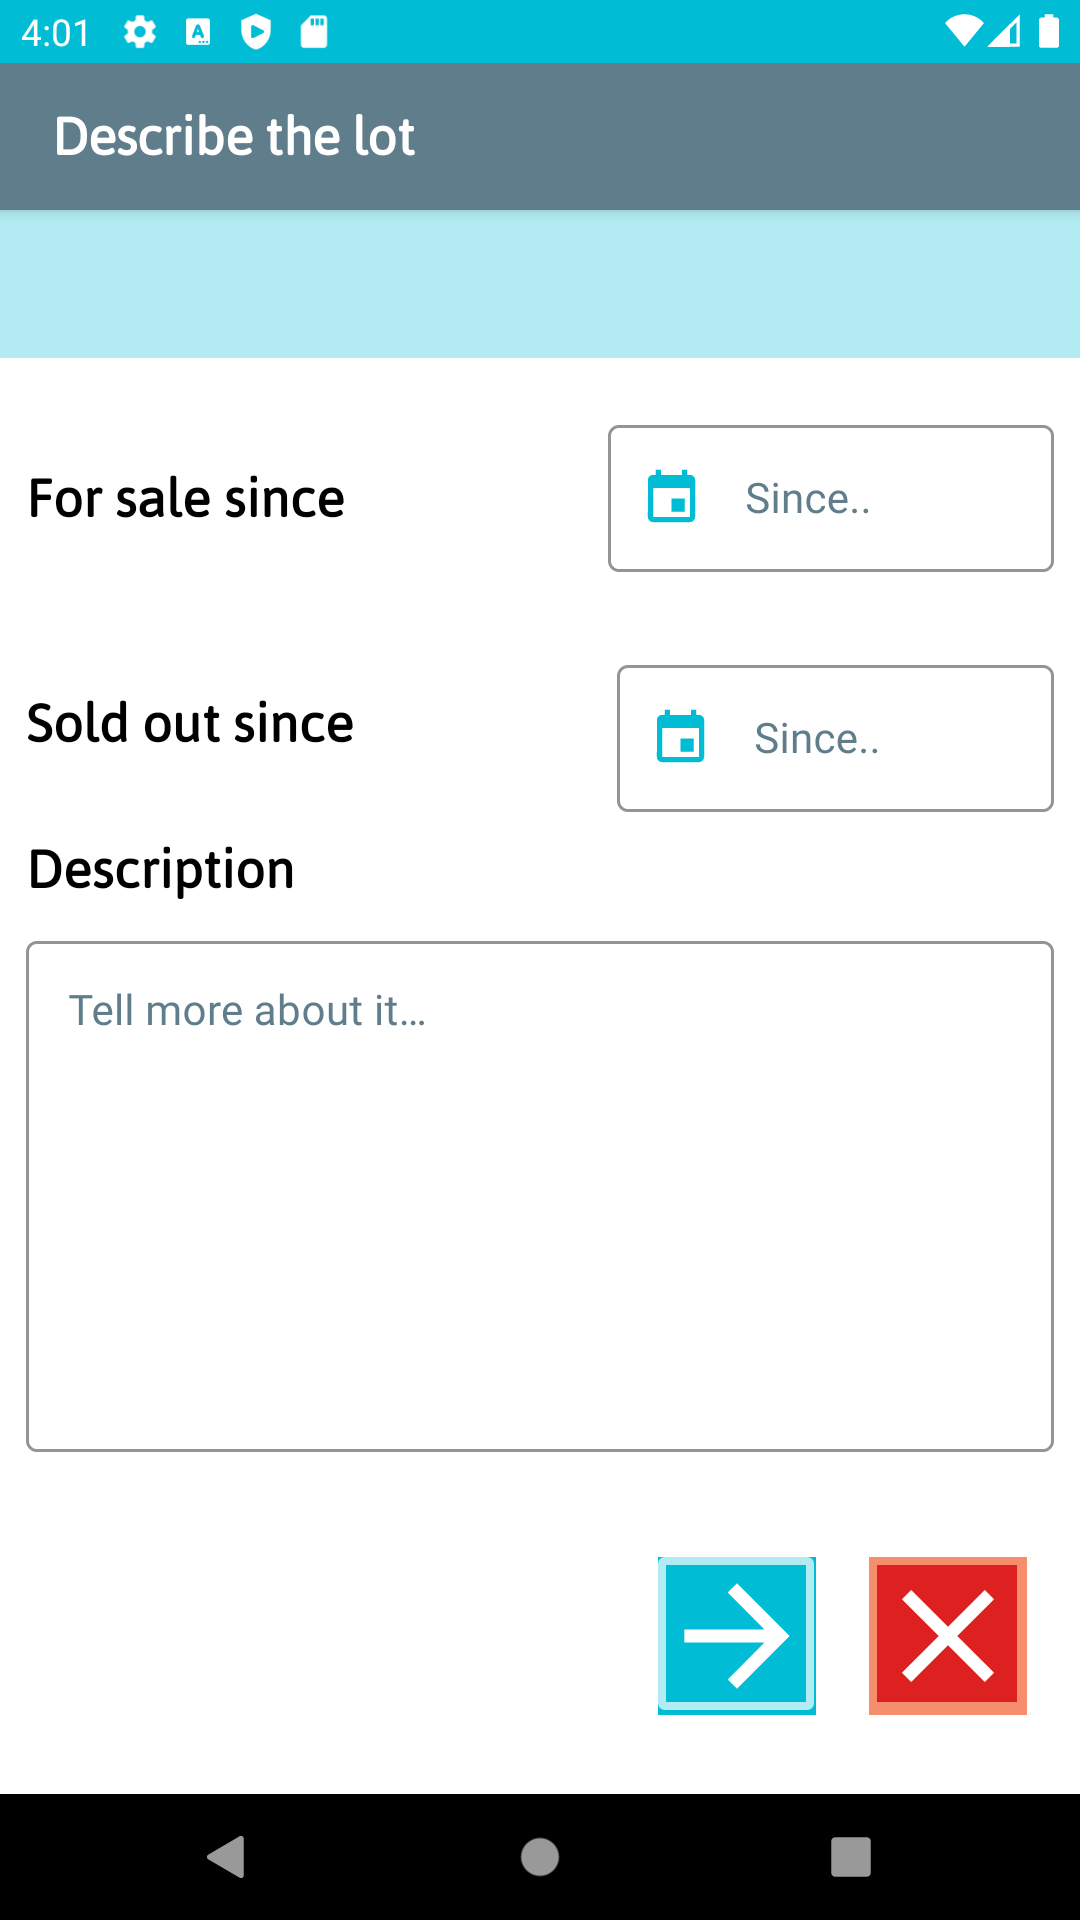 4:01
Describe the lot
For sale since
Since..
Sold out since
Since..
Description
Tell more about it...